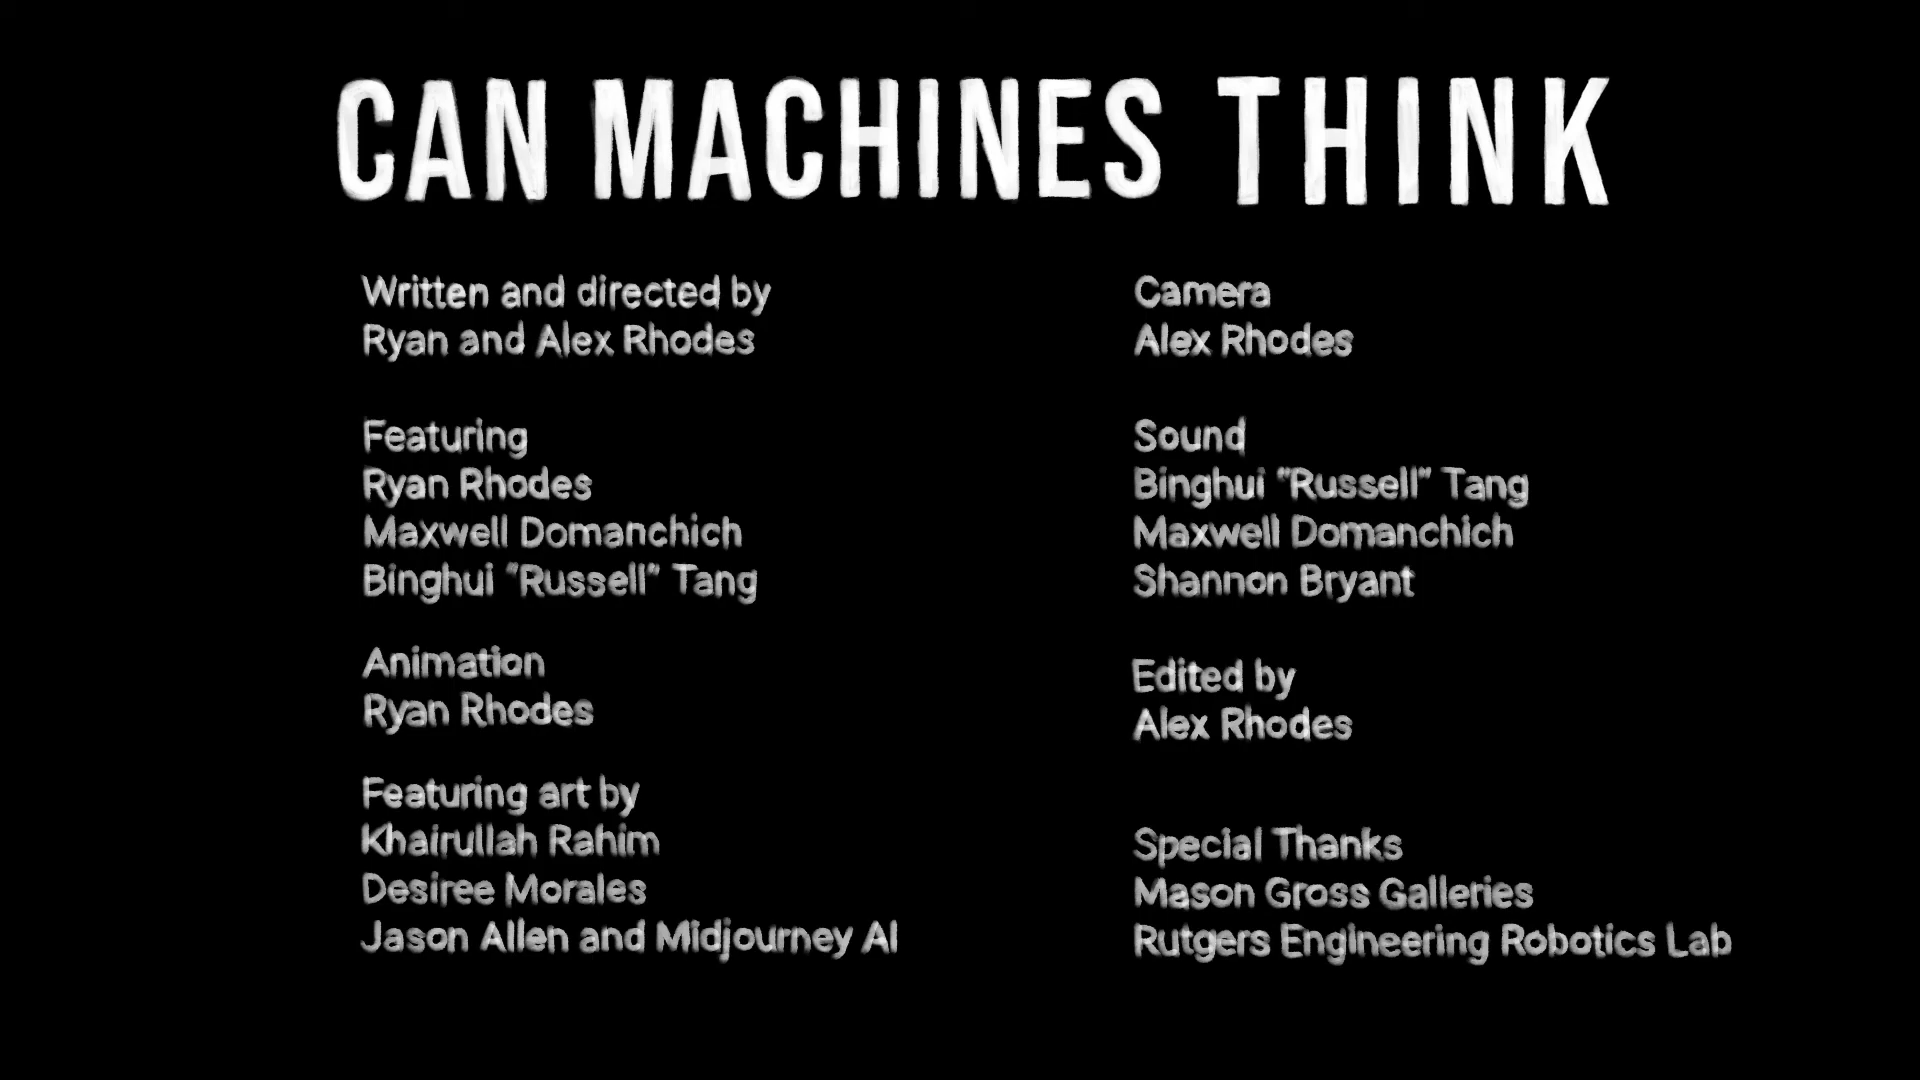 CAN MACHINES THINK
Written and directed by
Ryan and Alex Rhodes
Featuring
Ryan Rhodes
Maxwell Domanchich
Binghui "Russell" Tang
Animation
Ryan Rhodes
Featuring art by
Khairullah Rahim
Desiree Morales
Jason Allen and Midjourney AI
Camera
Alex Rhodes
Sound
Binghui "Russell" Tang
Maxwell Domanchich
Shannon Bryant
Edited by
Alex Rhodes
Special Thanks
Mason Gross Galleries
Rutgers Engineering Robotics Lab